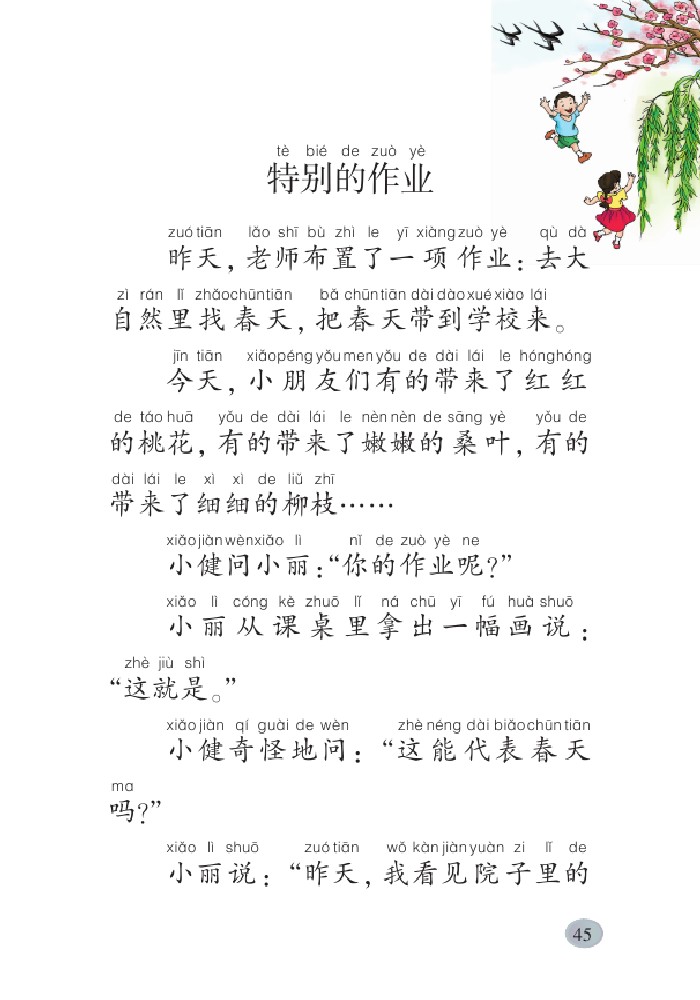 tè bié de zuò yè
特别的作业
zuó tiān lǎo shī bù zhì le yī xiàng zuò yè qù dà
昨天,老师布置了一项作业:去大
zì rán lǐ zhǎo chūn tiān bǎ chūn tiān dài dào xué xiào lái
自然里找春天,把春天带到学校来。
jīn tiān xiǎo péng yǒu men yǒu de dài lái le hóng hóng
今天,小朋友们有的带来了红红
de táo huā yǒu de dài lái le nèn nèn de sāng yè yǒu de
的桃花,有的带来了嫩嫩的桑叶,有的
dài lái le xì xì de liǔ zhī
带来了细细的柳枝……
xiǎo jiàn wèn xiǎo lì nǐ de zuò yè ne
小健问小丽:“你的作业呢?”
xiǎo lì cóng kè zhuō lǐ ná chū yī fú huà shuō
小丽从课桌里拿出一幅画说:
zhè jiù shì
“这就是。”
xiǎo jiàn qí guài de wèn zhè néng dài biǎo chūn tiān
小健奇怪地问:“这能代表春天
ma
吗?”
xiǎo lì shuō zuó tiān wǒ kàn jiàn yuàn zi lǐ de
小丽说:“昨天,我看见院子里的
45